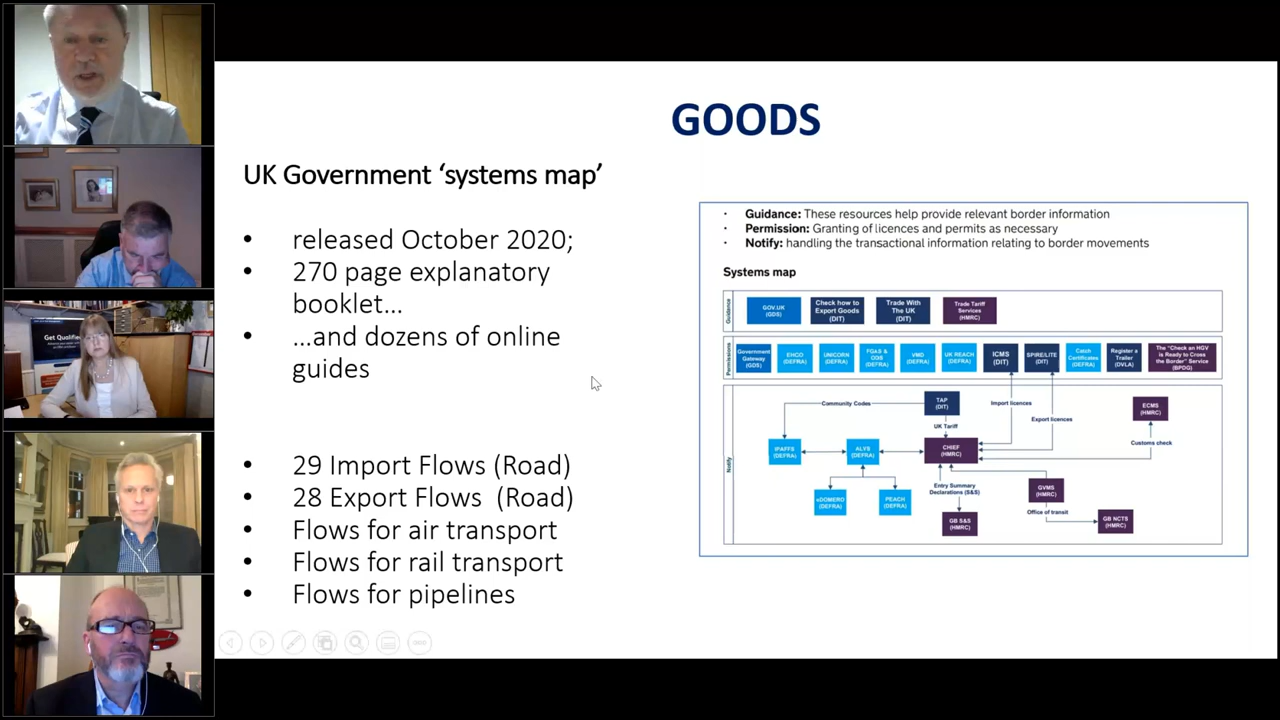 GOODS
UK Government ‘systems map’
• released October 2020;
• 270 page explanatory
booklet...
• ...and dozens of online
guides
• 29 Import Flows (Road)
• 28 Export Flows (Road)
• Flows for air transport
• Flows for rail transport
• Flows for pipelines
· Guidance: These resources help provide relevant border information
· Permission: Granting of licences and permits as necessary
· Notify: handling the transactional information relating to border movements
Systems map
Guidance
GOV.UK
(GDS)
Check how to
Export Goods
(DIT)
Trade With
The UK
(DIT)
Trade Tariff
Services
(HMRC)
Permissions
Government
Gateway
(GDS)
EHCO
(DEFRA)
UNICORN
(DEFRA)
FGAS &
ODS
(DEFRA)
VMD
(DEFRA)
UK REACH
(DEFRA)
ICMS
(DIT)
SPIRE/LITE
(DIT)
Catch
Certificates
(DEFRA)
Register a
Trailer
(DVLA)
The "Check an HGV
is Ready to Cross
the Border" Service
(BPDG)
Notify
Community Codes
TAP
(DIT)
Import licences
ECMS
(HMRC)
Export licences
UK Tariff
Customs check
IPAFFS
(DEFRA)
ALVS
(DEFRA)
CHIEF
(HMRC)
Entry Summary
Declarations (S&S)
eDOMERO
(DEFRA)
PEACH
(DEFRA)
GVMS
(HMRC)
Office of transit
GB S&S
(HMRC)
GB NCTS
(HMRC)
Get Qualified